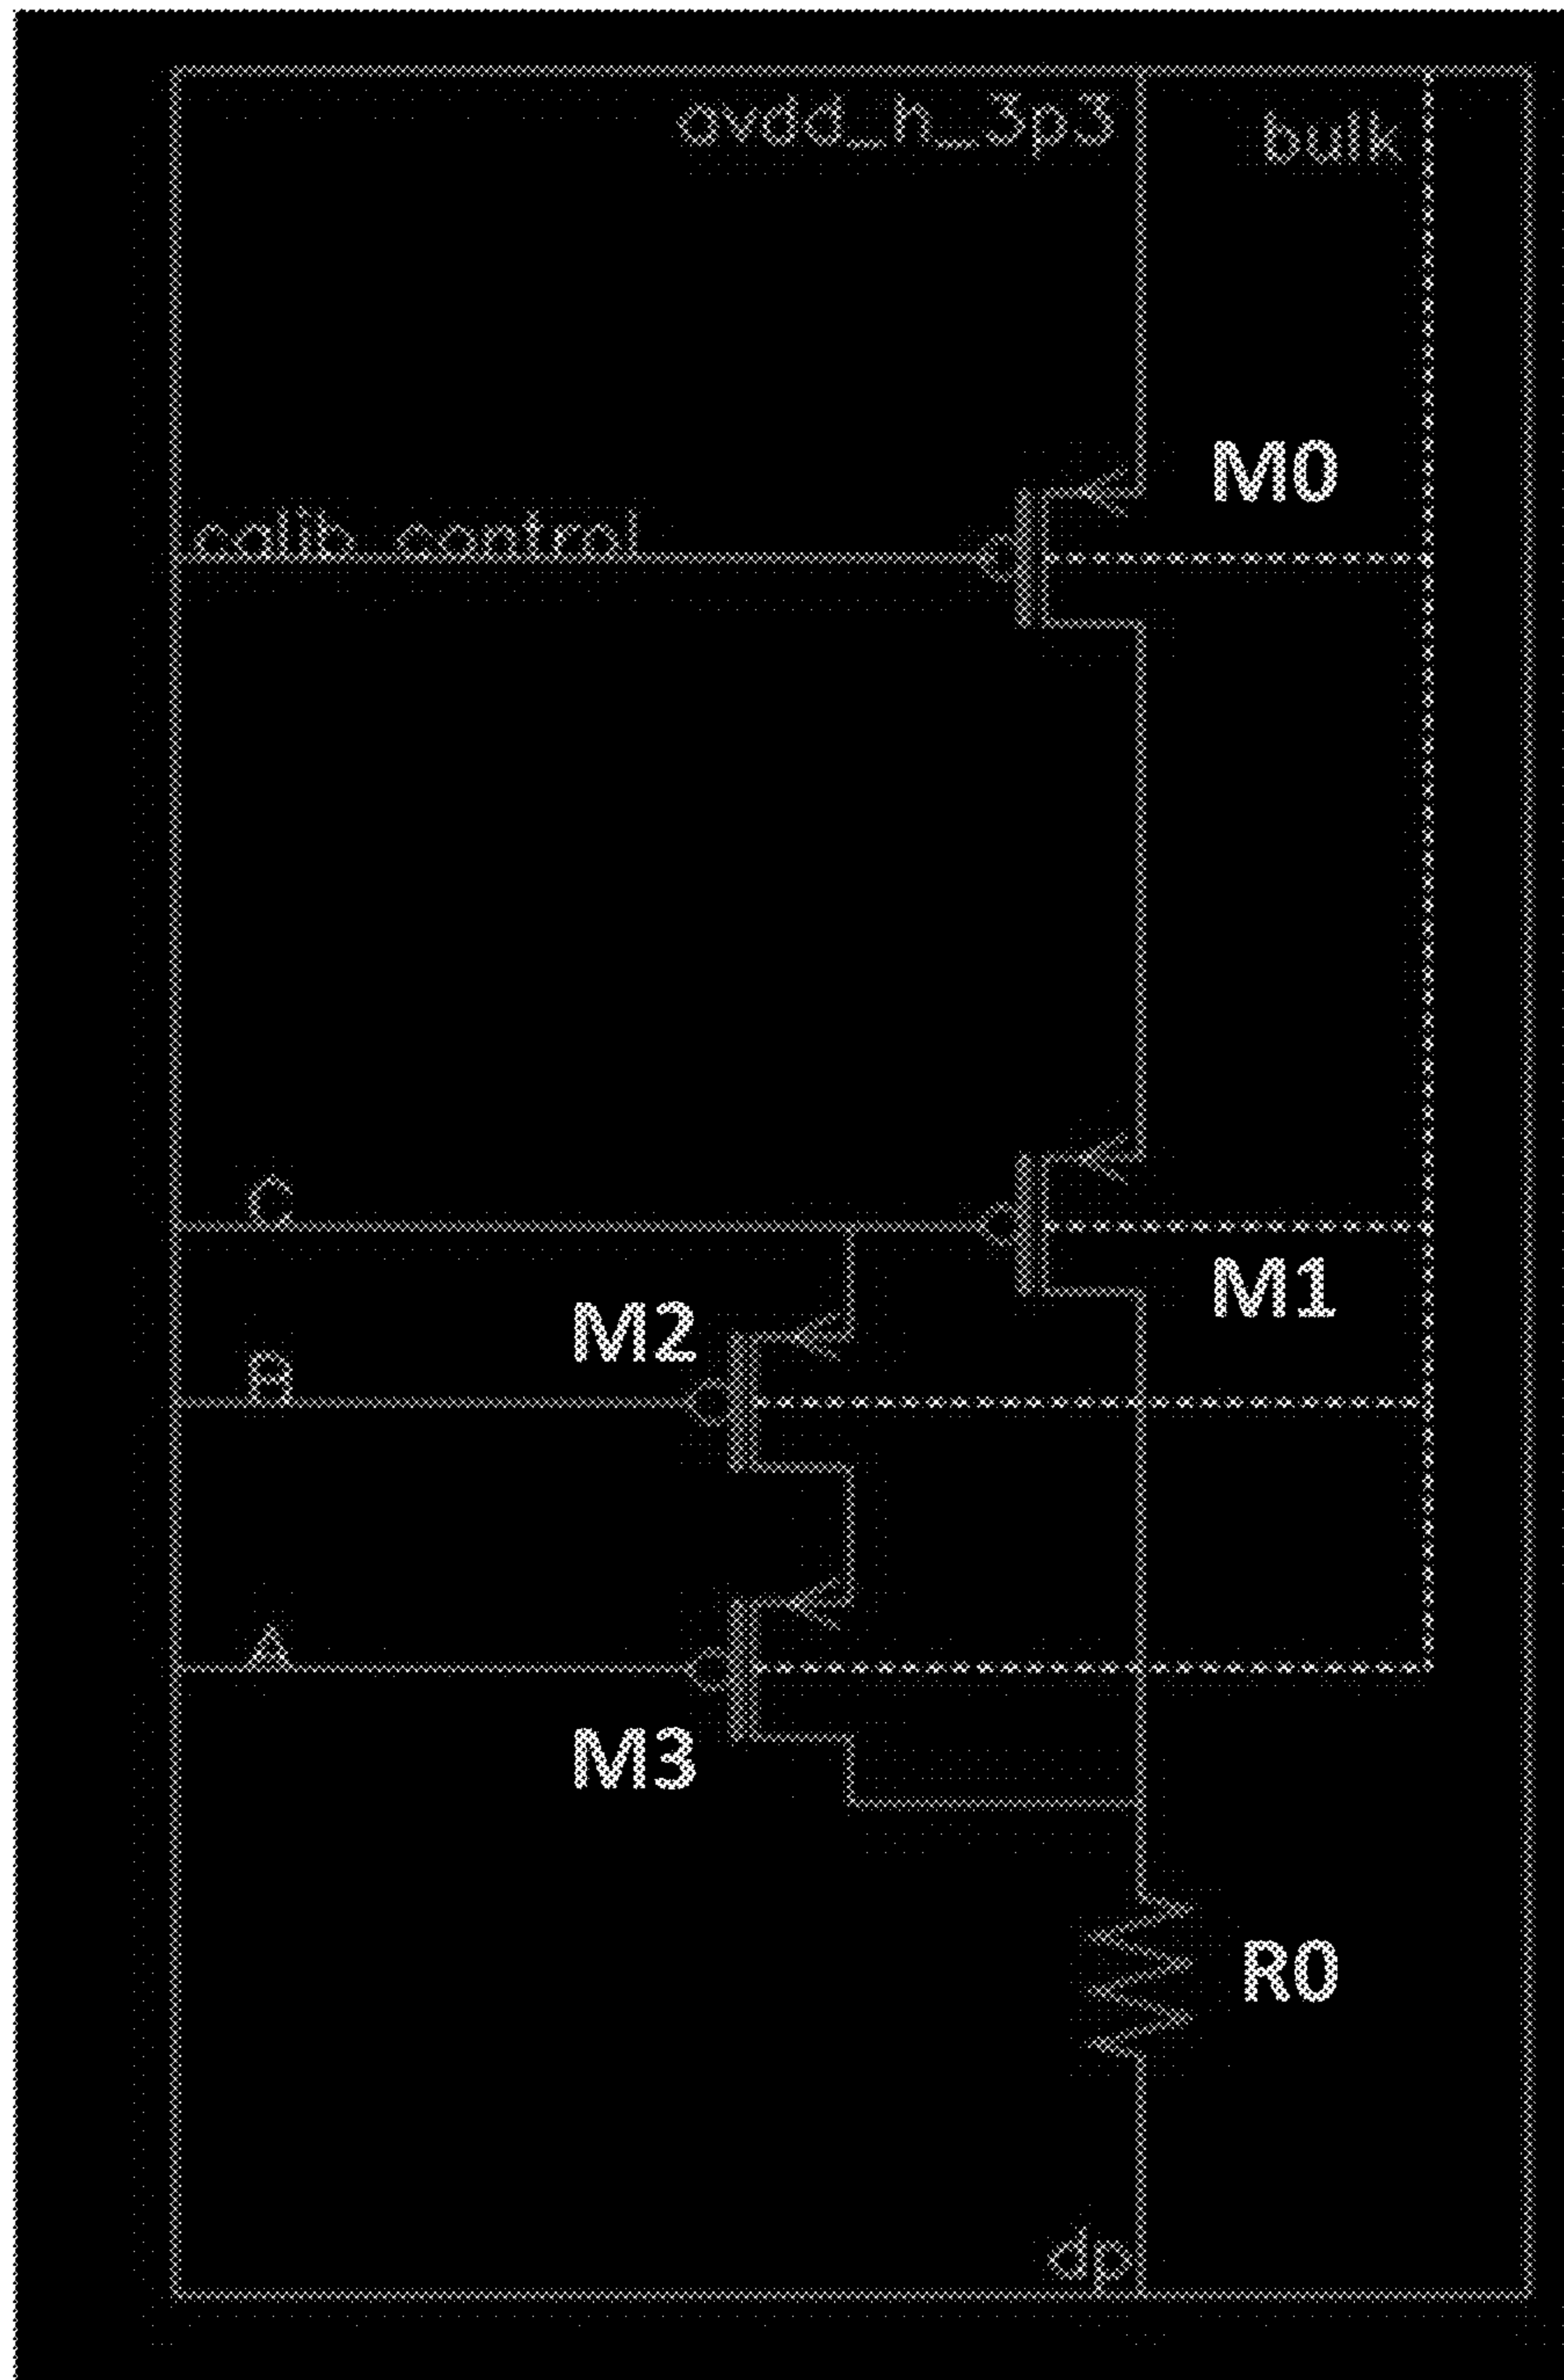 avdd_h_3p3
bulk
M0
calib_control
C
M1
M2
B
A
M3
R0
dp